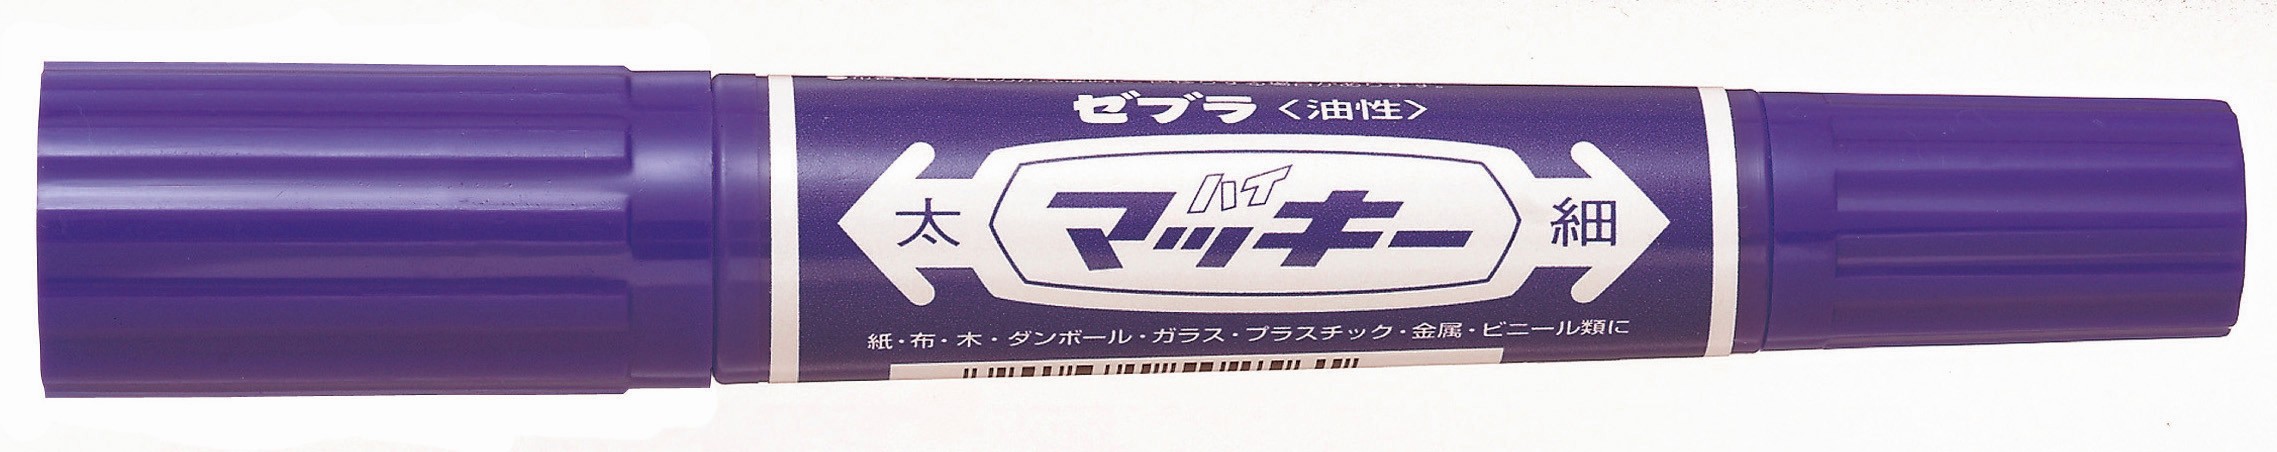 ゼブラ〈油性〉
ハイ
太 マッキー 細
紙・布・木・ダンボール・ガラス・プラスチック・金属・ビニール類に